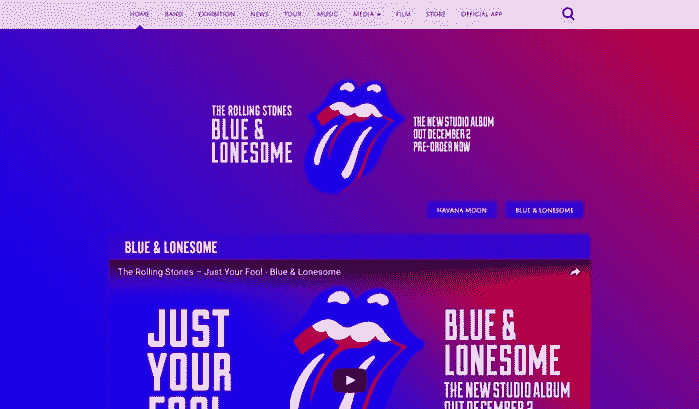 HOME BAND EXHIBITION NEWS TOUR MUSIC MEDIA FILM STORE OFFICIAL APP
THE ROLLING STONES
BLUE &
LONESOME
THE NEW STUDIO ALBUM
OUT DECEMBER 2
PRE-ORDER NOW
HAVANA MOON
BLUE & LONESOME
BLUE & LONESOME
The Rolling Stones – Just Your Fool - Blue & Lonesome
JUST
YOUR
FOOL
BLUE &
LONESOME
THE NEW STUDIO ALBUM
OUT DECEMBER 2